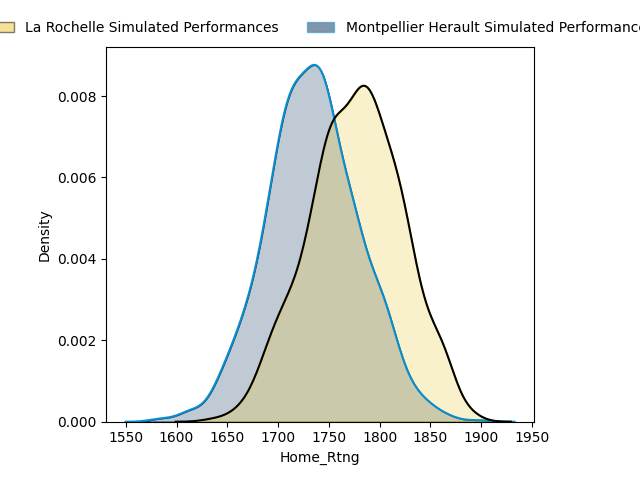 La Rochelle Simulated Performances
Montpellier Herault Simulated
0.008
0.006
0.004
0.002
0.000
Density
1550 1600 1650 1700 1750 1800 1850 1900 1950
Home_Rtng